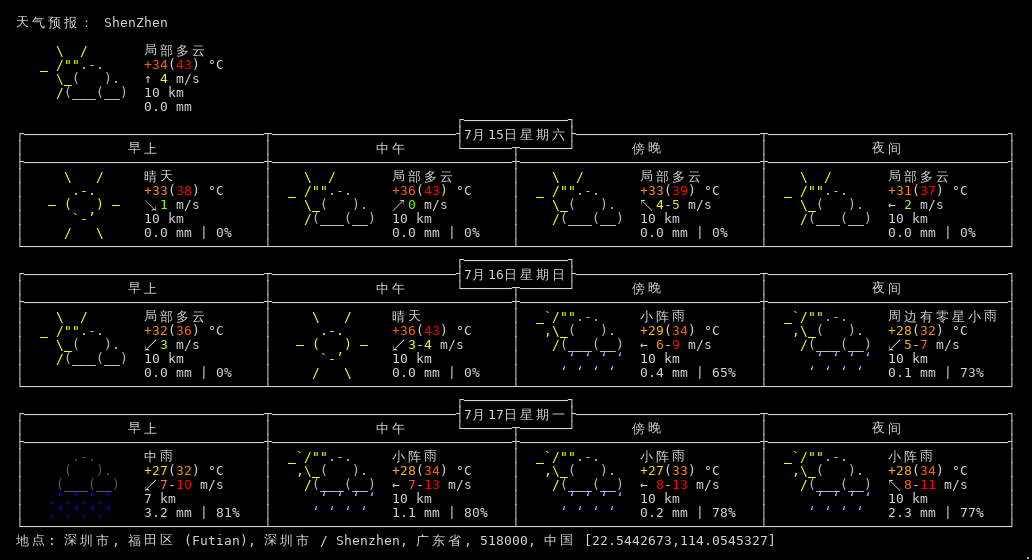 天气预报： ShenZhen
局部多云
+34(43) °C
↑ 4 m/s
10 km
0.0 mm
7月15日星期六
早上 中午 傍晚 夜间
晴天 局部多云 局部多云 局部多云
+33(38) °C +36(43) °C +33(39) °C +31(37) °C
↘ 1 m/s ↗ 0 m/s ↖ 4-5 m/s ← 2 m/s
10 km 10 km 10 km 10 km
0.0 mm | 0% 0.0 mm | 0% 0.0 mm | 0% 0.0 mm | 0%
7月16日星期日
早上 中午 傍晚 夜间
局部多云 晴天 小阵雨 周边有零星小雨
+32(36) °C +36(43) °C +29(34) °C +28(32) °C
↙ 3 m/s ↙ 3-4 m/s ← 6-9 m/s ↙ 5-7 m/s
10 km 10 km 10 km 10 km
0.0 mm | 0% 0.0 mm | 0% 0.4 mm | 65% 0.1 mm | 73%
7月17日星期一
早上 中午 傍晚 夜间
中雨 小阵雨 小阵雨 小阵雨
+27(32) °C +28(34) °C +27(33) °C +28(34) °C
↙ 7-10 m/s ← 7-13 m/s ← 8-13 m/s ↖ 8-11 m/s
7 km 10 km 10 km 10 km
3.2 mm | 81% 1.1 mm | 80% 0.2 mm | 78% 2.3 mm | 77%
地点: 深圳市, 福田区 (Futian), 深圳市 / Shenzhen, 广东省, 518000, 中国 [22.5442673,114.0545327]